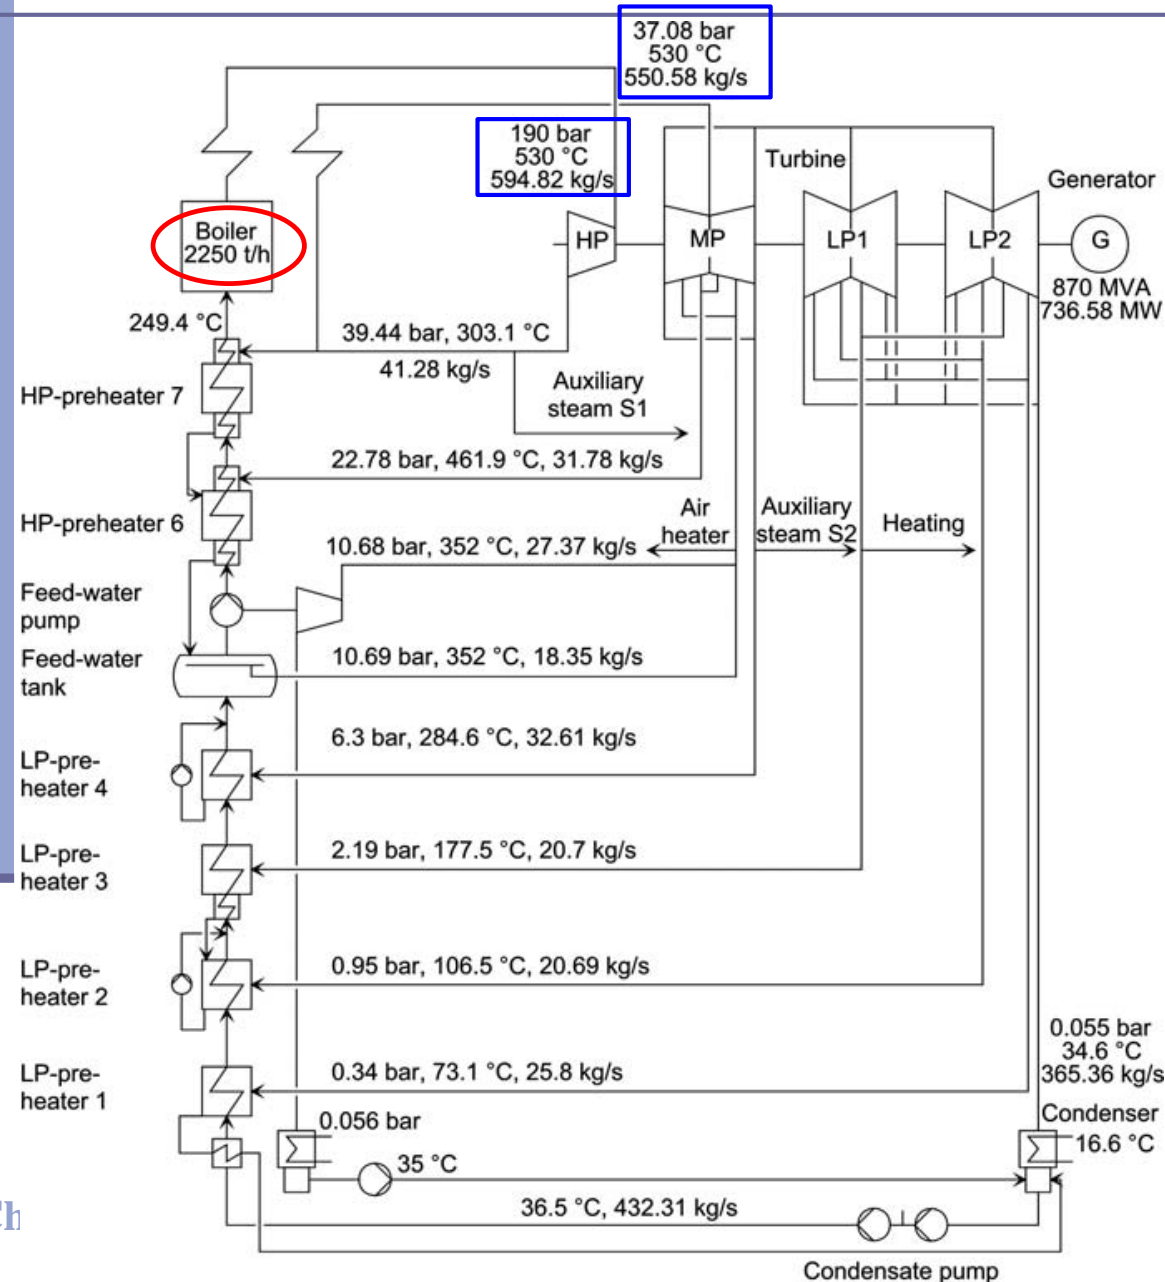 37.08 bar
530 °C
550.58 kg/s
190 bar
530 °C
594.82 kg/s
Turbine
Generator
Boiler
2250 t/h
HP
MP
LP1
LP2
G
870 MVA
736.58 MW
249.4 °C
39.44 bar, 303.1 °C
41.28 kg/s
HP-preheater 7
Auxiliary
steam S1
22.78 bar, 461.9 °C, 31.78 kg/s
HP-preheater 6
Air
heater
Auxiliary
steam S2
Heating
10.68 bar, 352 °C, 27.37 kg/s
Feed-water
pump
Feed-water
tank
10.69 bar, 352 °C, 18.35 kg/s
6.3 bar, 284.6 °C, 32.61 kg/s
LP-pre-
heater 4
2.19 bar, 177.5 °C, 20.7 kg/s
LP-pre-
heater 3
0.95 bar, 106.5 °C, 20.69 kg/s
LP-pre-
heater 2
0.055 bar
34.6 °C
365.36 kg/s
0.34 bar, 73.1 °C, 25.8 kg/s
LP-pre-
heater 1
Condenser
16.6 °C
0.056 bar
35 °C
36.5 °C, 432.31 kg/s
Condensate pump